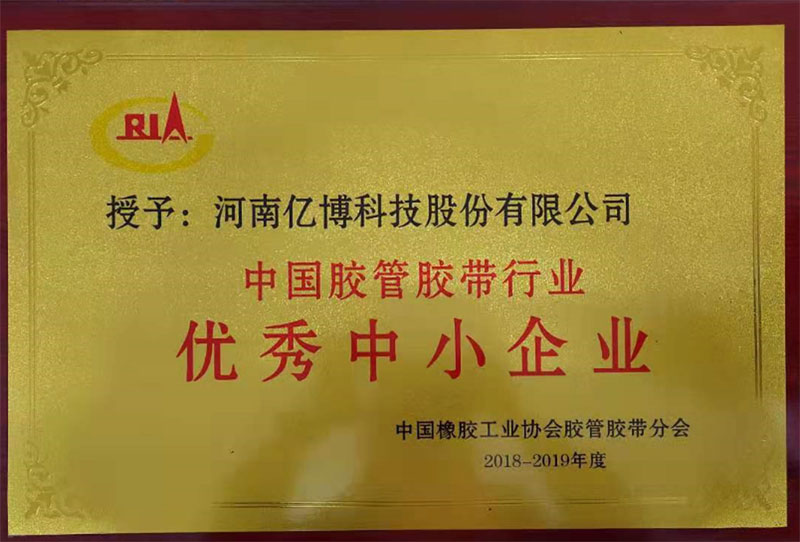 CRIA
授予：河南亿博科技股份有限公司
中国胶管胶带行业
优秀中小企业
中国橡胶工业协会胶管胶带分会
2018-2019年度